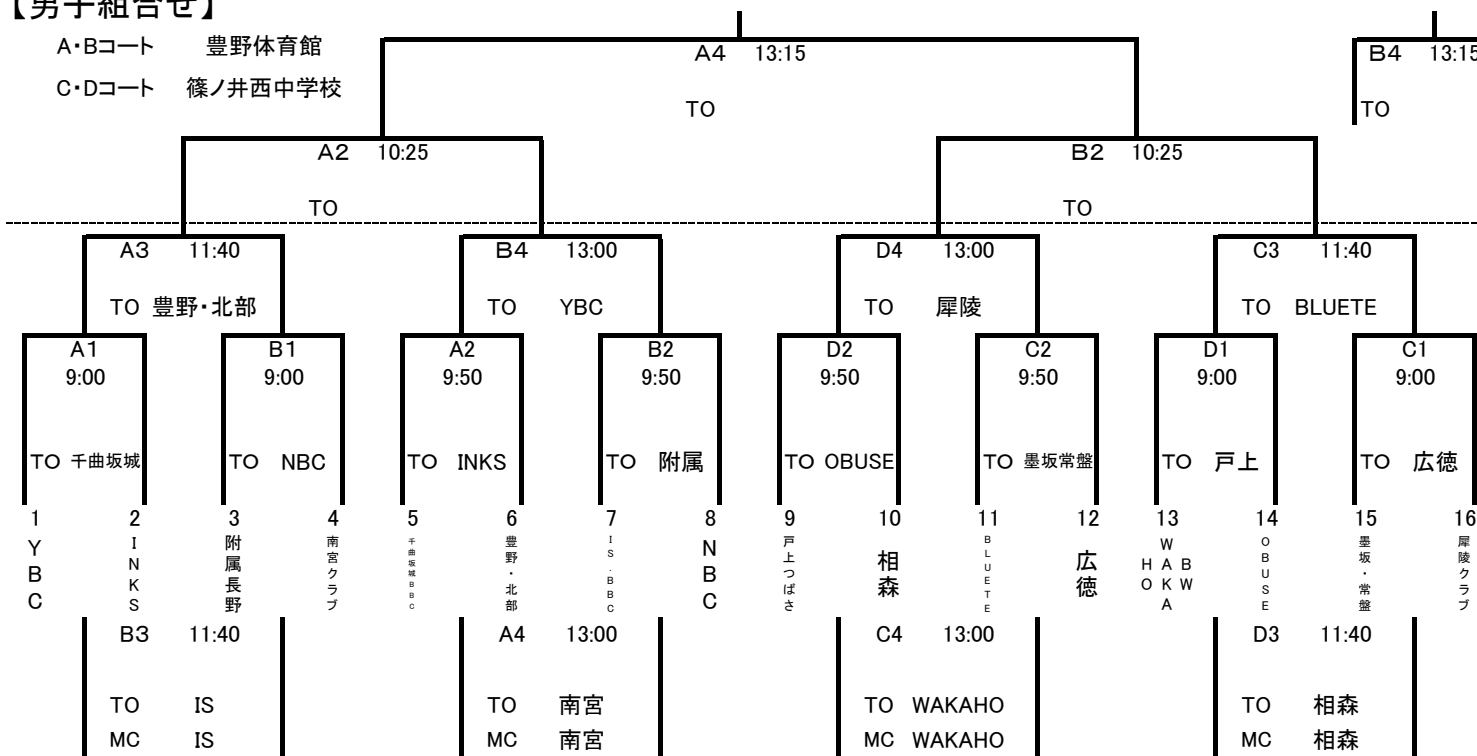 【男子組合せ】
A・Bコート 豊野体育館
C・Dコート 篠ノ井西中学校
A4 13:15
B4 13:15
TO
TO
A2 10:25
B2 10:25
TO
TO
A3 11:40
B4 13:00
D4 13:00
C3 11:40
TO 豊野・北部
TO YBC
TO 犀陵
TO BLUETE
A1
B1
A2
B2
D2
C2
D1
C1
9:00
9:00
9:50
9:50
9:50
9:50
9:00
9:00
TO 千曲坂城
TO NBC
TO INKS
TO 附属
TO OBUSE
TO 墨坂常盤
TO 戸上
TO 広徳
1 2 3 4 5 6 7 8 9 10 11 12 13 14 15 16
YBC
INKS
附属長野
南宮クラブ
千曲坂城BBC
豊野・北部
IS.BBC
NBC
戸上つばさ
相森
BLUETE
広徳
WAKAHO BW
OBUSE
墨坂・常盤
犀陵クラブ
B3 11:40
A4 13:00
C4 13:00
D3 11:40
TO IS
TO 南宮
TO WAKAHO
TO 相森
MC IS
MC 南宮
MC WAKAHO
MC 相森